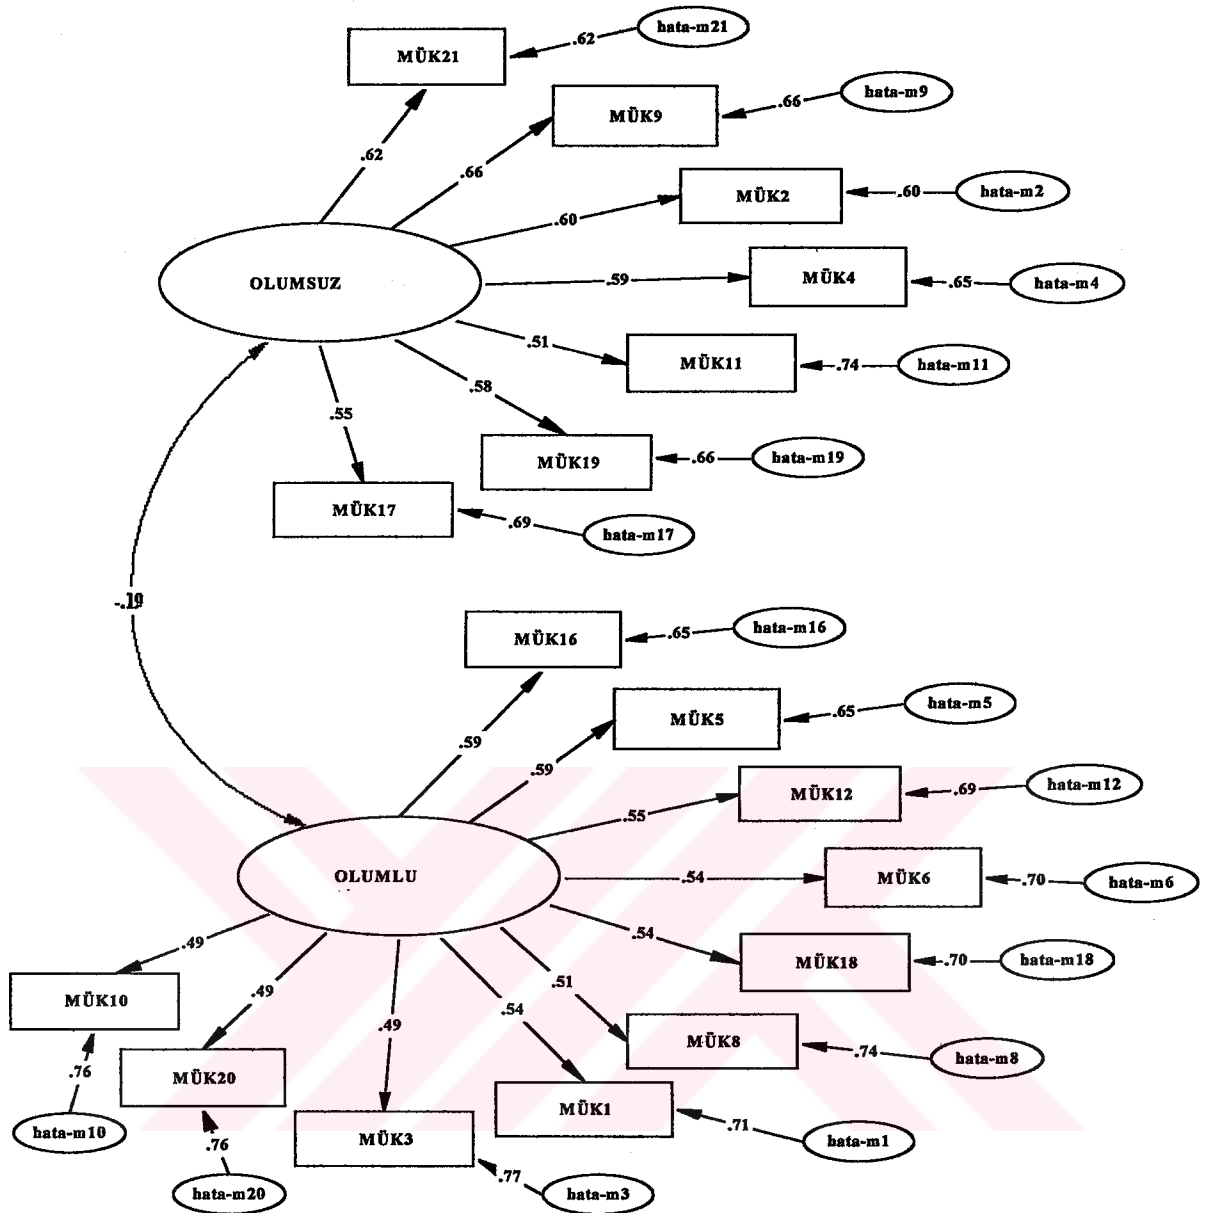 hata-m21
.62
MÜK21
hata-m9
.66
MÜK9
.62
.66
MÜK2
.60
hata-m2
.60
OLUMSUZ
.59
MÜK4
.65
hata-m4
.51
MÜK11
.74
hata-m11
.58
.55
MÜK19
.66
hata-m19
MÜK17
.69
hata-m17
-.19
MÜK16
.65
hata-m16
.59
MÜK5
.65
hata-m5
.59
MÜK12
.69
hata-m12
.55
OLUMLU
.54
MÜK6
.70
hata-m6
.54
MÜK18
.70
hata-m18
.49
.49
.49
.54
.51
MÜK10
MÜK8
.74
hata-m8
.76
MÜK20
MÜK1
.71
hata-m1
hata-m10
.76
MÜK3
.77
hata-m20
hata-m3